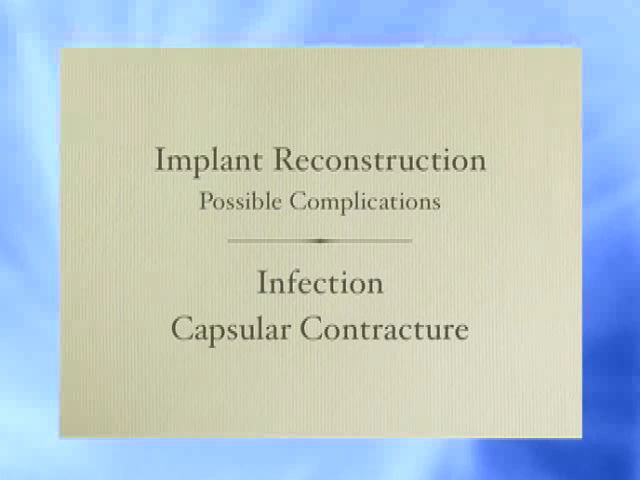 Implant Reconstruction
Possible Complications
Infection
Capsular Contracture